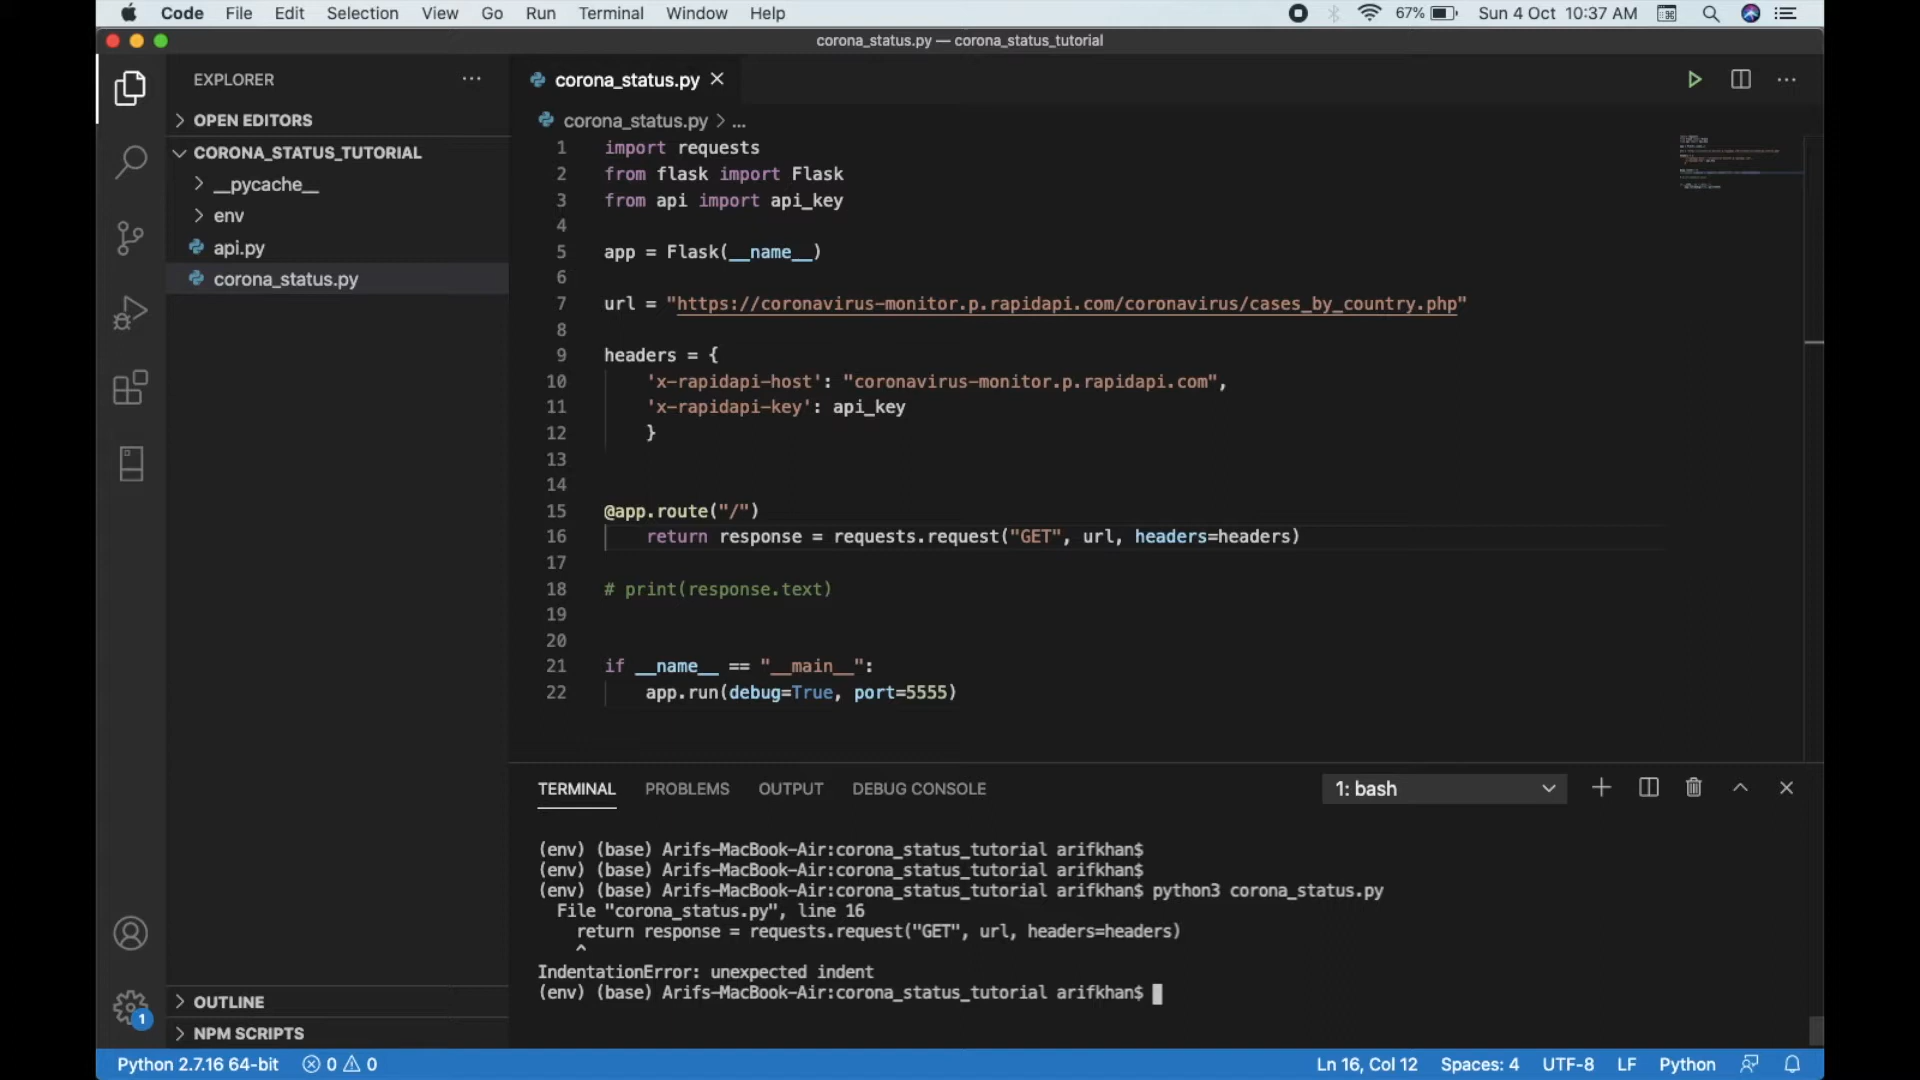 Code File Edit Selection View Go Run Terminal Window Help 67% Sun 4 Oct 10:37 AM
corona_status.py — corona_status_tutorial
EXPLORER
OPEN EDITORS
CORONA_STATUS_TUTORIAL
__pycache__
env
api.py
corona_status.py
OUTLINE
NPM SCRIPTS
1
corona_status.py
corona_status.py > ...
1 import requests
2 from flask import Flask
3 from api import api_key
4
5 app = Flask(__name__)
6
7 url = "https://coronavirus-monitor.p.rapidapi.com/coronavirus/cases_by_country.php"
8
9 headers = {
10     'x-rapidapi-host': "coronavirus-monitor.p.rapidapi.com",
11     'x-rapidapi-key': api_key
12     }
13
14
15 @app.route("/")
16     return response = requests.request("GET", url, headers=headers)
17
18 # print(response.text)
19
20
21 if __name__ == "__main__":
22     app.run(debug=True, port=5555)
TERMINAL PROBLEMS OUTPUT DEBUG CONSOLE 1: bash
(env) (base) Arifs-MacBook-Air:corona_status_tutorial arifkhan$
(env) (base) Arifs-MacBook-Air:corona_status_tutorial arifkhan$
(env) (base) Arifs-MacBook-Air:corona_status_tutorial arifkhan$ python3 corona_status.py
  File "corona_status.py", line 16
    return response = requests.request("GET", url, headers=headers)
    ^
IndentationError: unexpected indent
(env) (base) Arifs-MacBook-Air:corona_status_tutorial arifkhan$
Python 2.7.16 64-bit 0 0 Ln 16, Col 12 Spaces: 4 UTF-8 LF Python